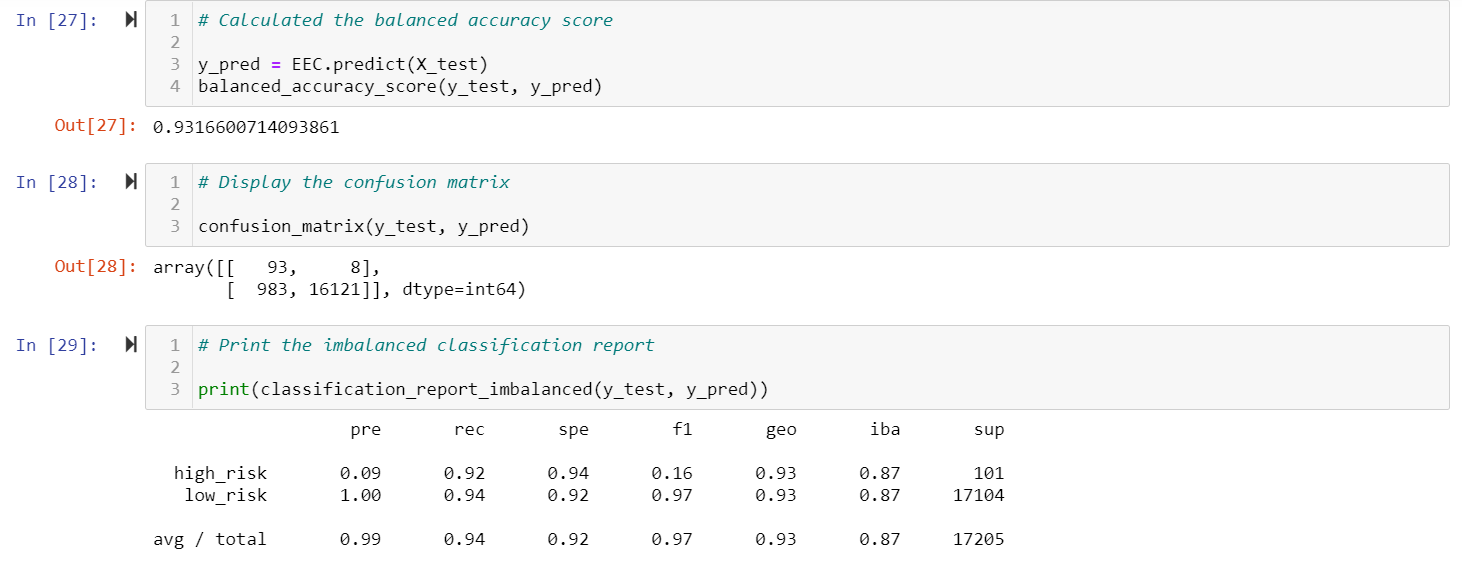 In [27]: 1 # Calculated the balanced accuracy score
2
3 y_pred = EEC.predict(X_test)
4 balanced_accuracy_score(y_test, y_pred)
Out[27]: 0.9316600714093861
In [28]: 1 # Display the confusion matrix
2
3 confusion_matrix(y_test, y_pred)
Out[28]: array([[   93,     8],
       [  983, 16121]], dtype=int64)
In [29]: 1 # Print the imbalanced classification report
2
3 print(classification_report_imbalanced(y_test, y_pred))
pre rec spe f1 geo iba sup
high_risk 0.09 0.92 0.94 0.16 0.93 0.87 101
low_risk 1.00 0.94 0.92 0.97 0.93 0.87 17104
avg / total 0.99 0.94 0.92 0.97 0.93 0.87 17205